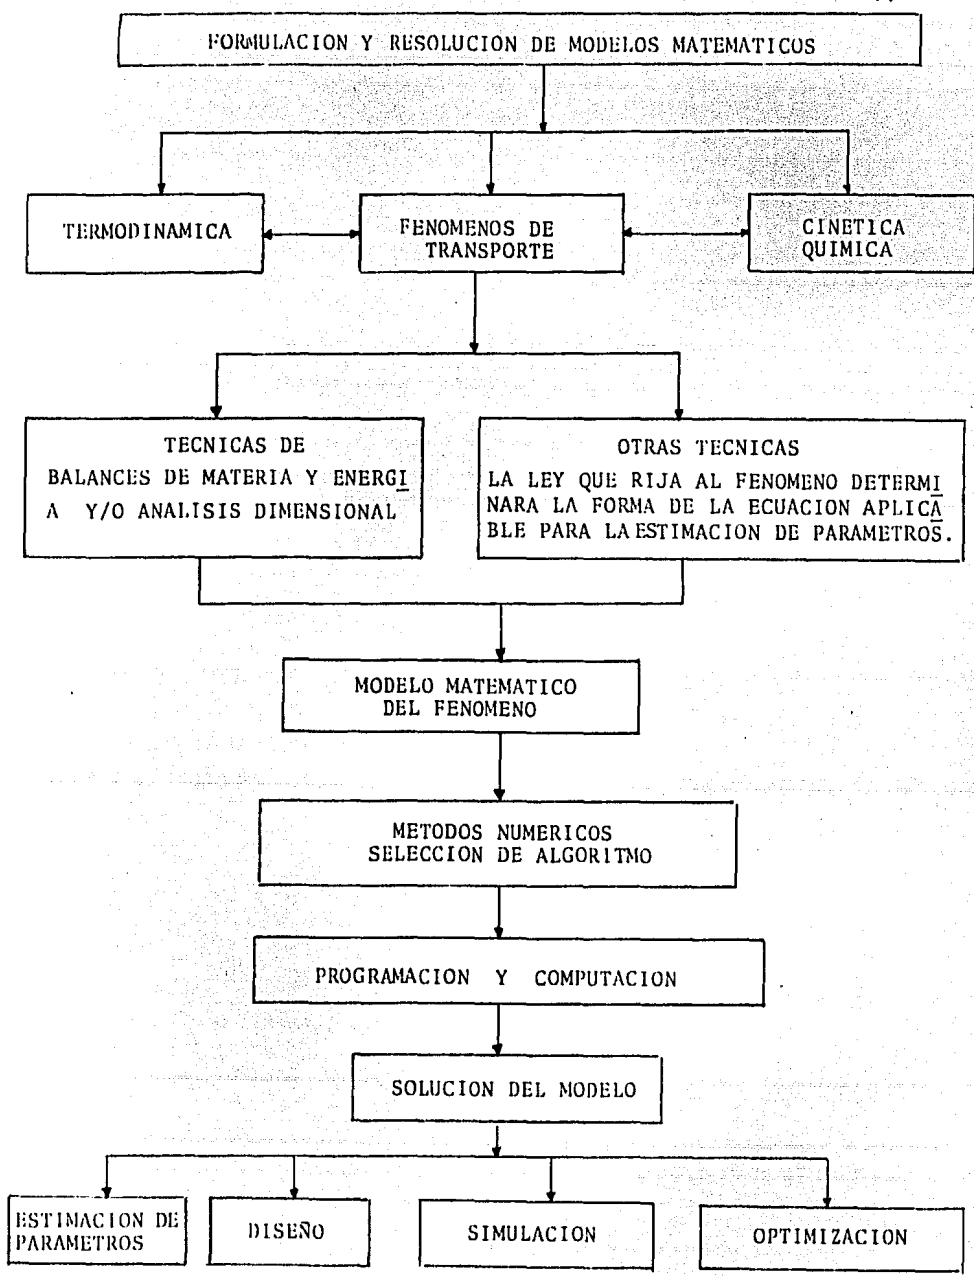 FORMULACION Y RESOLUCION DE MODELOS MATEMATICOS
TERMODINAMICA
FENOMENOS DE
TRANSPORTE
CINETICA
QUIMICA
TECNICAS DE
BALANCES DE MATERIA Y ENERGI
A Y/O ANALISIS DIMENSIONAL
OTRAS TECNICAS
LA LEY QUE RIJA AL FENOMENO DETERMI
NARA LA FORMA DE LA ECUACION APLICA
BLE PARA LA ESTIMACION DE PARAMETROS.
MODELO MATEMATICO
DEL FENOMENO
METODOS NUMERICOS
SELECCION DE ALGORITMO
PROGRAMACION Y COMPUTACION
SOLUCION DEL MODELO
ESTIMACION DE
PARAMETROS
DISEÑO
SIMULACION
OPTIMIZACION